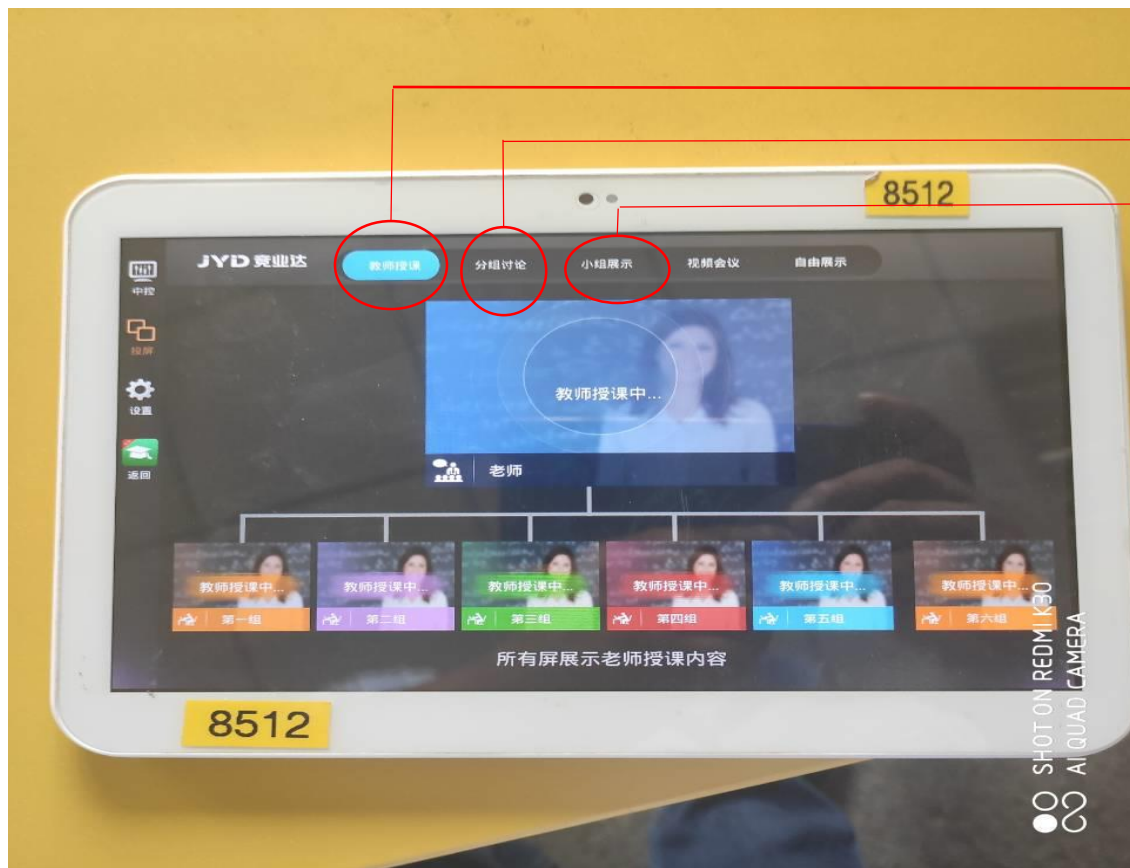 8512
JYD 竞业达
教师授课
分组讨论
小组展示
视频会议
自由展示
中控
投屏
设置
返回
教师授课中...
老师
教师授课中...
教师授课中...
教师授课中...
教师授课中...
教师授课中...
教师授课中...
第一组
第二组
第三组
第四组
第五组
第六组
所有屏展示老师授课内容
8512
SHOT ON REDMI K30
AI QUAD CAMERA